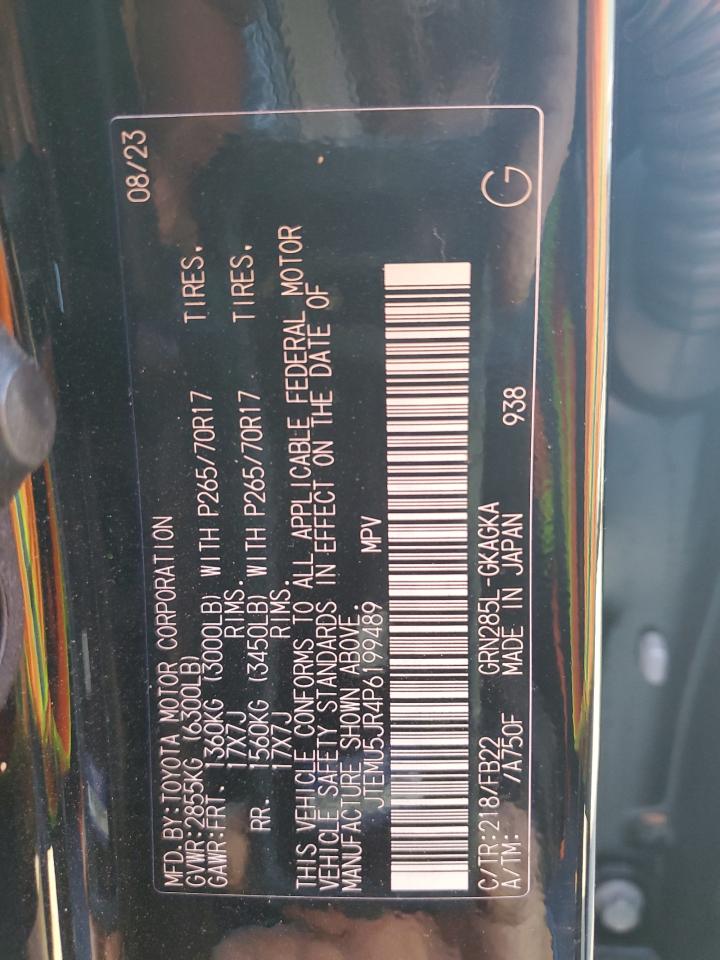 MFD.BY:TOYOTA MOTOR CORPORATION 08/23
GVWR:2855KG (6300LB)
GAWR:FRT. 1360KG (3000LB) WITH P265/70R17 TIRES.
17X7J RIMS.
RR. 1560KG (3450LB) WITH P265/70R17 TIRES.
17X7J RIMS.
THIS VEHICLE CONFORMS TO ALL APPLICABLE FEDERAL MOTOR
VEHICLE SAFETY STANDARDS IN EFFECT ON THE DATE OF
MANUFACTURE SHOWN ABOVE.
JTEMU5JR4P6199489 MPV
C/TR:218/FB22 GRN285L-GKAGKA G
A/TM: /A750F MADE IN JAPAN 938